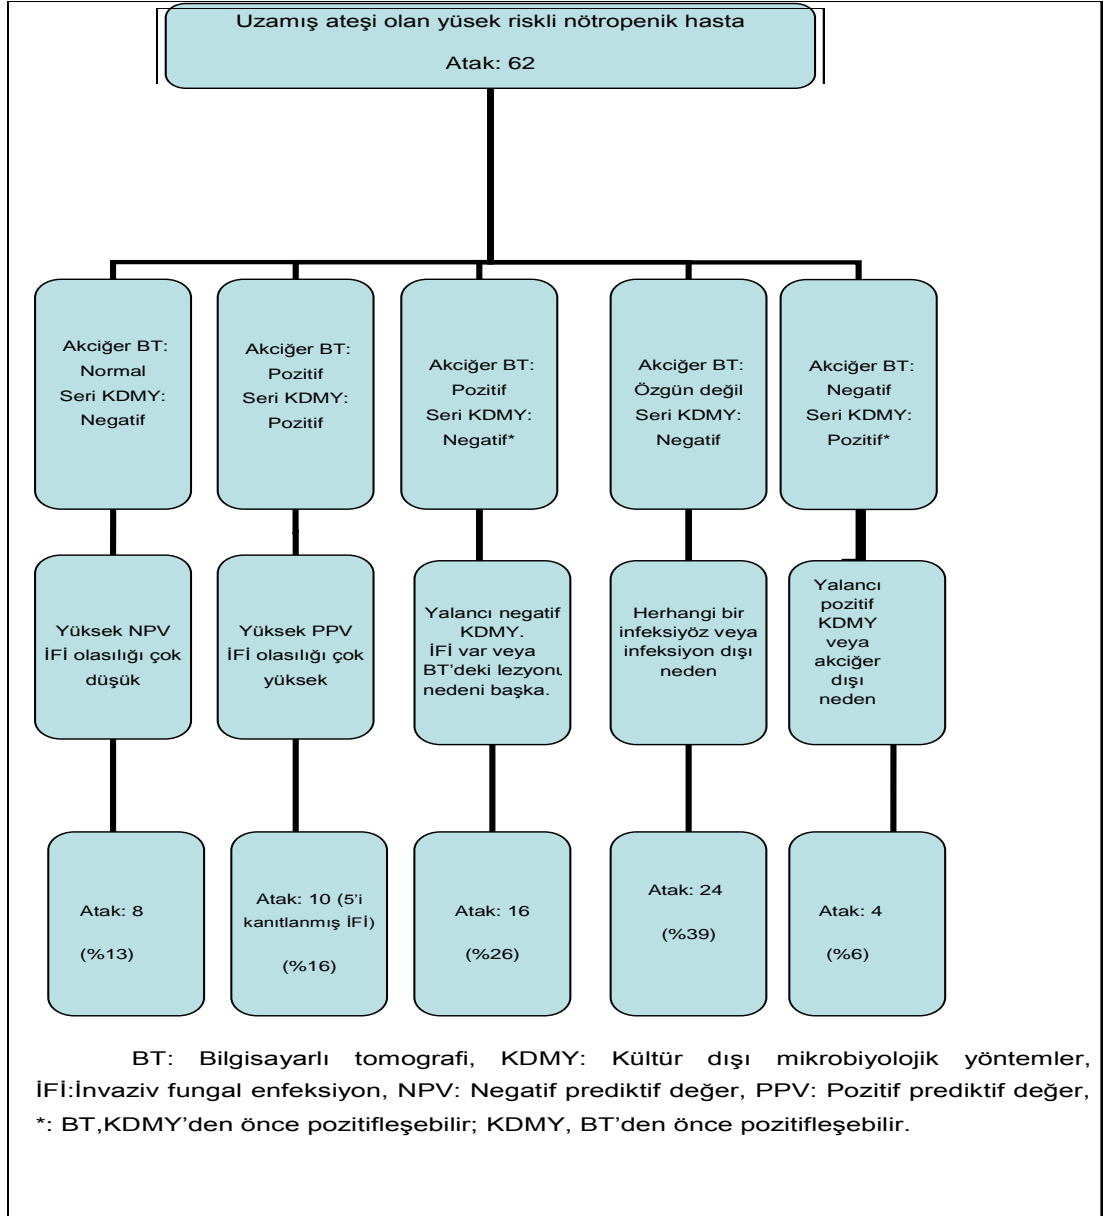 Uzamış ateşi olan yüsek riskli nötropenik hasta
Atak: 62
Akciğer BT:
Normal
Seri KDMY:
Negatif
Akciğer BT:
Pozitif
Seri KDMY:
Pozitif
Akciğer BT:
Pozitif
Seri KDMY:
Negatif*
Akciğer BT:
Özgün değil
Seri KDMY:
Negatif
Akciğer BT:
Negatif
Seri KDMY:
Pozitif*
Yüksek NPV
İFİ olasılığı çok
düşük
Yüksek PPV
İFİ olasılığı çok
yüksek
Yalancı negatif
KDMY.
İFİ var veya
BT’deki lezyonu
nedeni başka.
Herhangi bir
infeksiyöz veya
infeksiyon dışı
neden
Yalancı
pozitif
KDMY
veya
akciğer
dışı
neden
Atak: 8
(%13)
Atak: 10 (5’i
kanıtlanmış İFİ)
(%16)
Atak: 16
(%26)
Atak: 24
(%39)
Atak: 4
(%6)
BT: Bilgisayarlı tomografi, KDMY: Kültür dışı mikrobiyolojik yöntemler,
İFİ:İnvaziv fungal enfeksiyon, NPV: Negatif prediktif değer, PPV: Pozitif prediktif değer,
*: BT,KDMY’den önce pozitifleşebilir; KDMY, BT’den önce pozitifleşebilir.